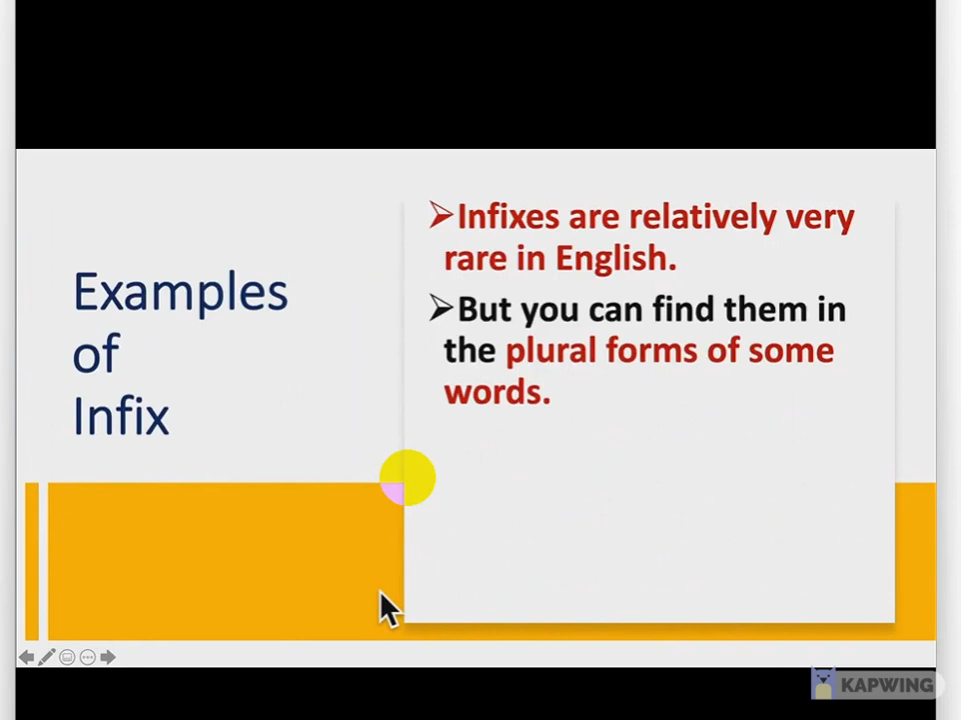 Examples
of
Infix
➢Infixes are relatively very
rare in English.
➢But you can find them in
the plural forms of some
words.
KAPWING